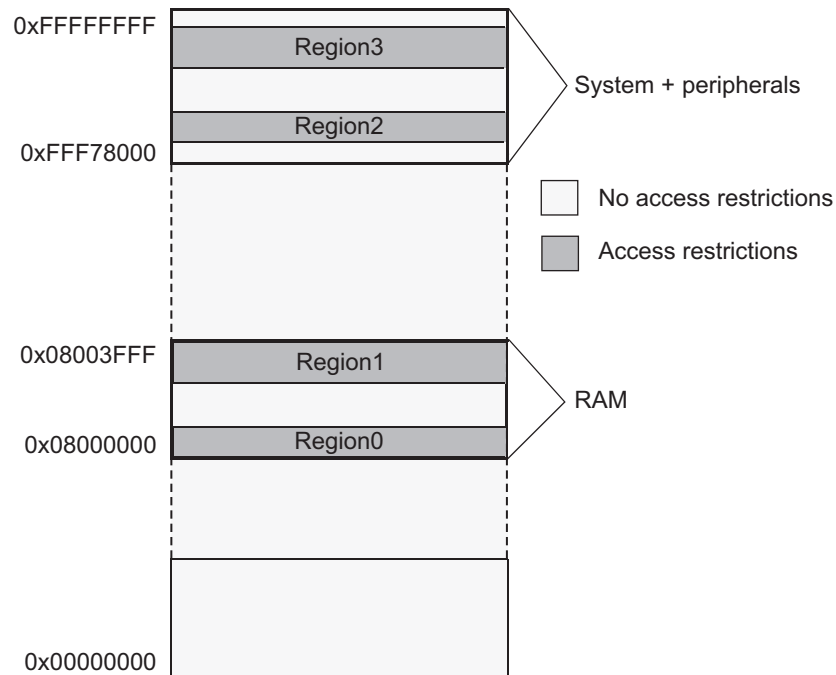 0xFFFFFFFF
Region3
System + peripherals
Region2
0xFFF78000
No access restrictions
Access restrictions
0x08003FFF
Region1
RAM
0x08000000
Region0
0x00000000